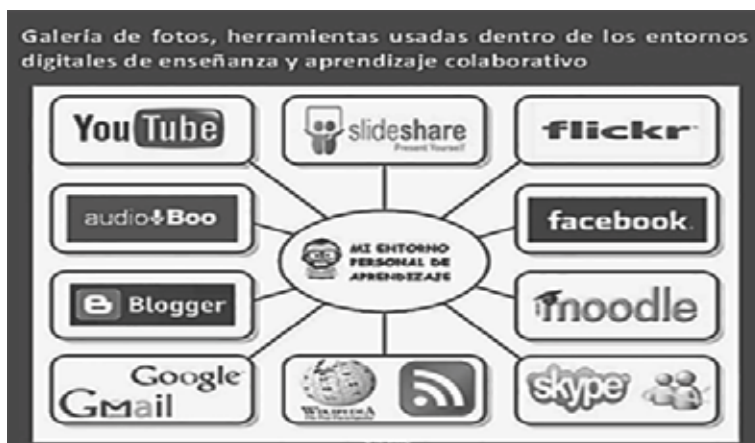 Galería de fotos, herramientas usadas dentro de los entornos
digitales de enseñanza y aprendizaje colaborativo
YouTube
slideshare
Present Yourself
flickr
audioBoo
facebook
MI ENTORNO
PERSONAL DE
APRENDIZAJE
Blogger
moodle
Google
GMail
WIKIPEDIA
skype